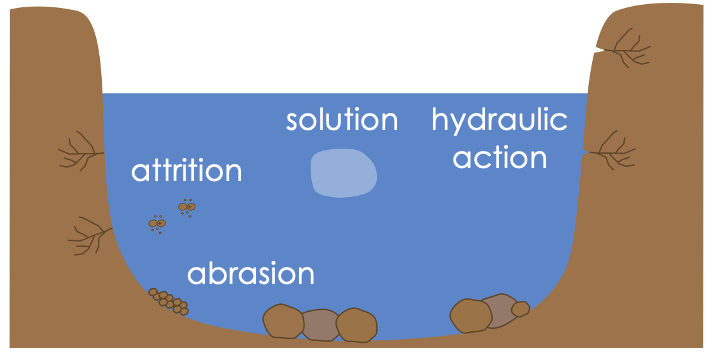 solution
hydraulic
action
attrition
abrasion